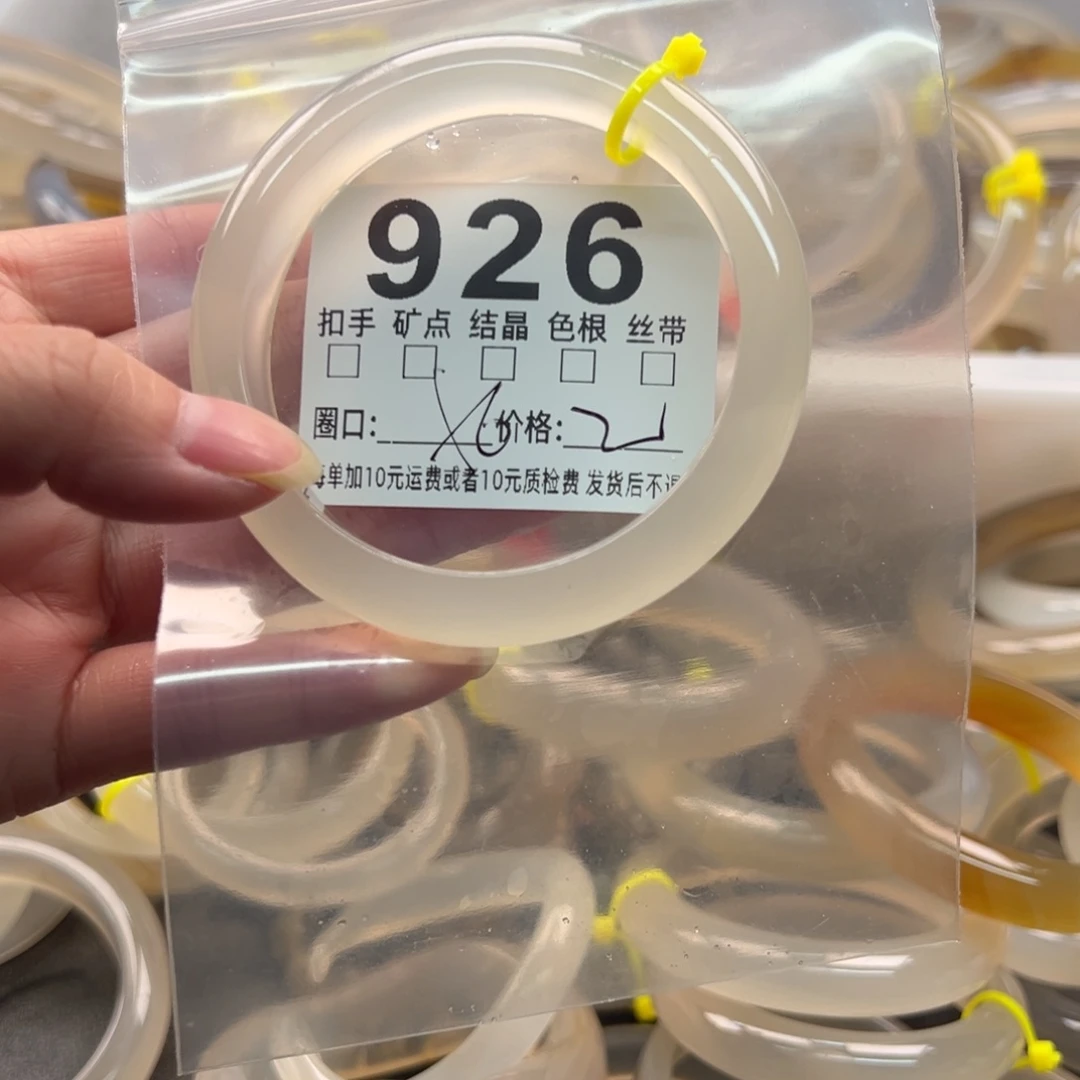 926
扣手 矿点 结晶 色根 丝带
圈口: 价格:
每单加10元运费或者10元质检费 发货后不退